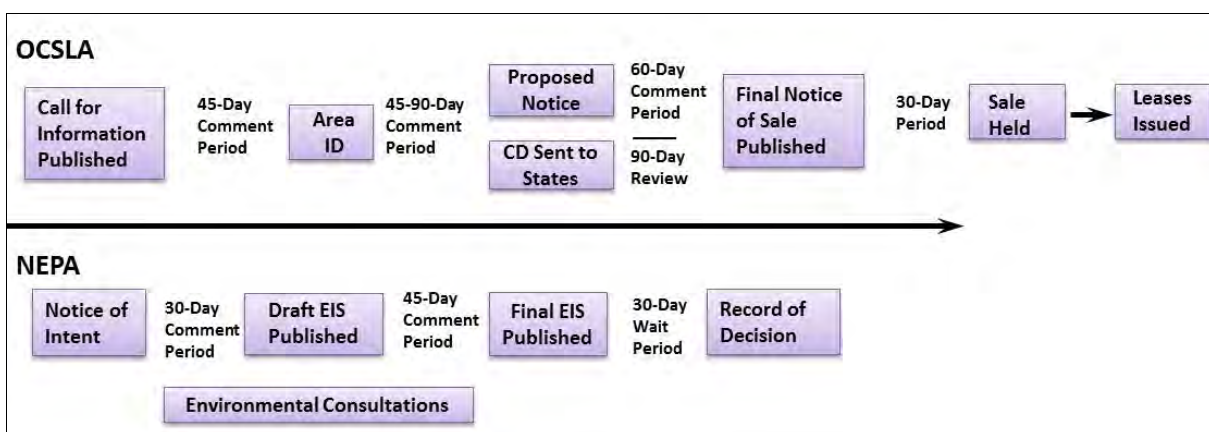 OCSLA
Call for
Information
Published
45-Day
Comment
Period
Area
ID
45-90-Day
Comment
Period
Proposed
Notice
60-Day
Comment
Period
CD Sent to
States
90-Day
Review
Final Notice
of Sale
Published
30-Day
Period
Sale
Held
Leases
Issued
NEPA
Notice of
Intent
30-Day
Comment
Period
Draft EIS
Published
45-Day
Comment
Period
Final EIS
Published
30-Day
Wait
Period
Record of
Decision
Environmental Consultations